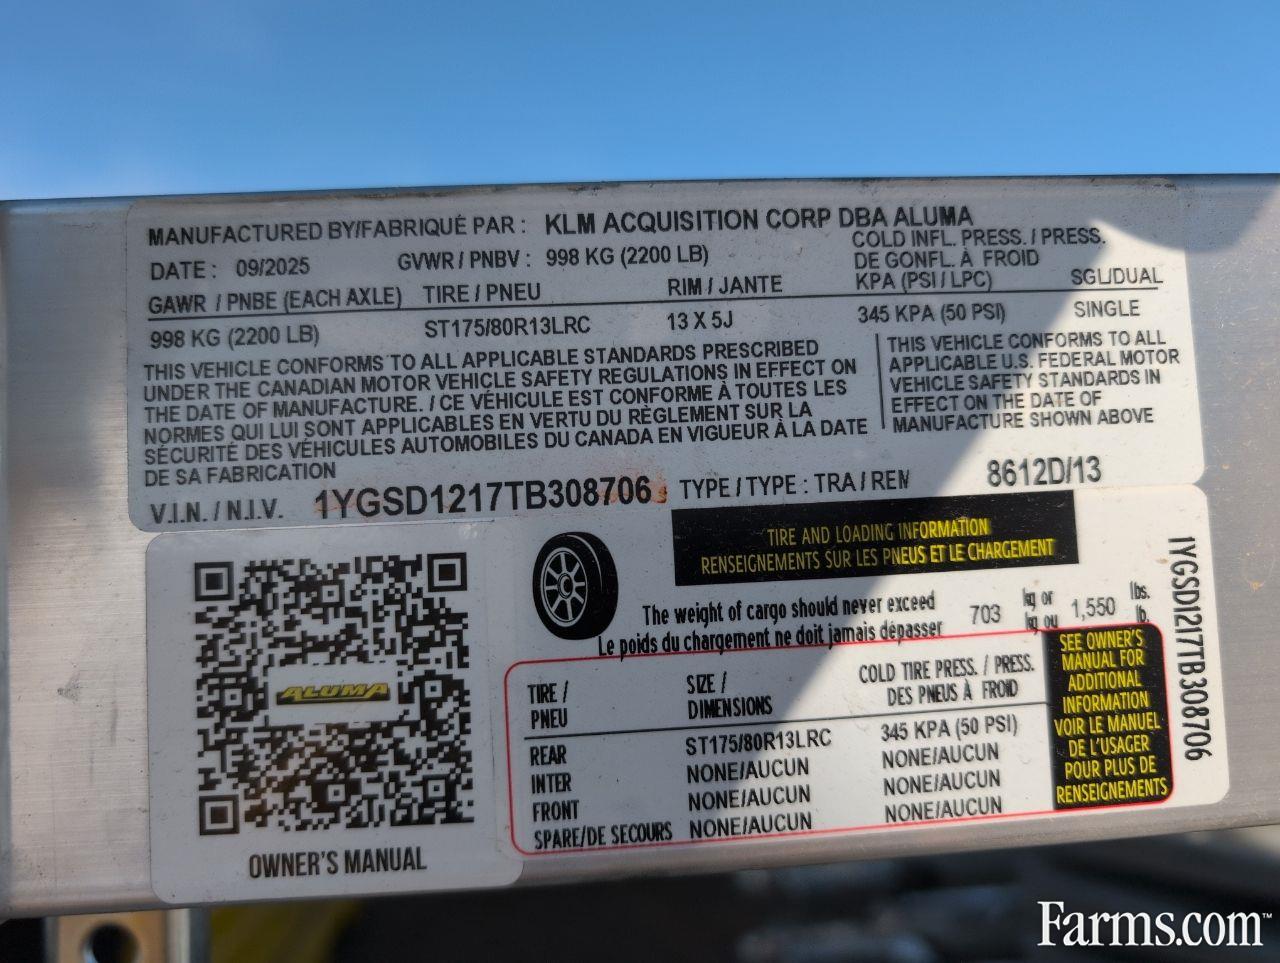 MANUFACTURED BY/FABRIQUÉ PAR : KLM ACQUISITION CORP DBA ALUMA
DATE : 09/2025 GVWR / PNBV : 998 KG (2200 LB) COLD INFL. PRESS. / PRESS.
DE GONFL. À FROID
GAWR / PNBE (EACH AXLE) TIRE / PNEU RIM / JANTE KPA (PSI / LPC) SGL/DUAL
998 KG (2200 LB) ST175/80R13LRC 13 X 5J 345 KPA (50 PSI) SINGLE
THIS VEHICLE CONFORMS TO ALL APPLICABLE STANDARDS PRESCRIBED
UNDER THE CANADIAN MOTOR VEHICLE SAFETY REGULATIONS IN EFFECT ON
THE DATE OF MANUFACTURE. / CE VÉHICULE EST CONFORME À TOUTES LES
NORMES QUI LUI SONT APPLICABLES EN VERTU DU RÈGLEMENT SUR LA
SÉCURITÉ DES VÉHICULES AUTOMOBILES DU CANADA EN VIGUEUR À LA DATE
DE SA FABRICATION
THIS VEHICLE CONFORMS TO ALL
APPLICABLE U.S. FEDERAL MOTOR
VEHICLE SAFETY STANDARDS IN
EFFECT ON THE DATE OF
MANUFACTURE SHOWN ABOVE
V.I.N. / N.I.V. 1YGSD1217TB308706 TYPE / TYPE : TRA / REM 8612D/13
ALUMA
OWNER'S MANUAL
TIRE AND LOADING INFORMATION
RENSEIGNEMENTS SUR LES PNEUS ET LE CHARGEMENT
The weight of cargo should never exceed 703 kg or 1,550 lbs.
Le poids du chargement ne doit jamais dépasser kg ou lb.
TIRE / SIZE / COLD TIRE PRESS. / PRESS.
PNEU DIMENSIONS DES PNEUS À FROID
REAR ST175/80R13LRC 345 KPA (50 PSI)
INTER NONE/AUCUN NONE/AUCUN
FRONT NONE/AUCUN NONE/AUCUN
SPARE/DE SECOURS NONE/AUCUN NONE/AUCUN
SEE OWNER'S
MANUAL FOR
ADDITIONAL
INFORMATION
VOIR LE MANUEL
DE L'USAGER
POUR PLUS DE
RENSEIGNEMENTS
1YGSD1217TB308706
Farms.com™